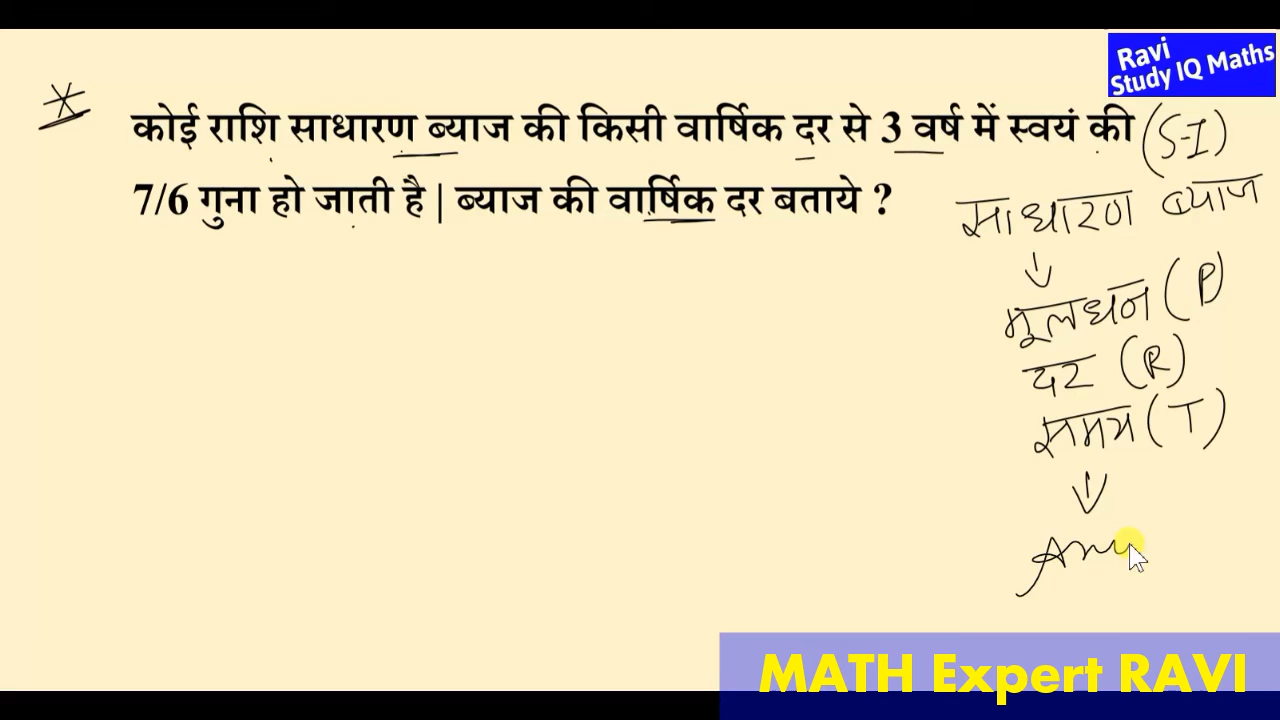 Ravi
Study IQ Maths
कोई राशि साधारण ब्याज की किसी वार्षिक दर से 3 वर्ष में स्वयं की (S.I)
7/6 गुना हो जाती है | ब्याज की वार्षिक दर बताये ?
साधारण ब्याज
मूलधन (P)
दर (R)
समय (T)
MATH Expert RAVI